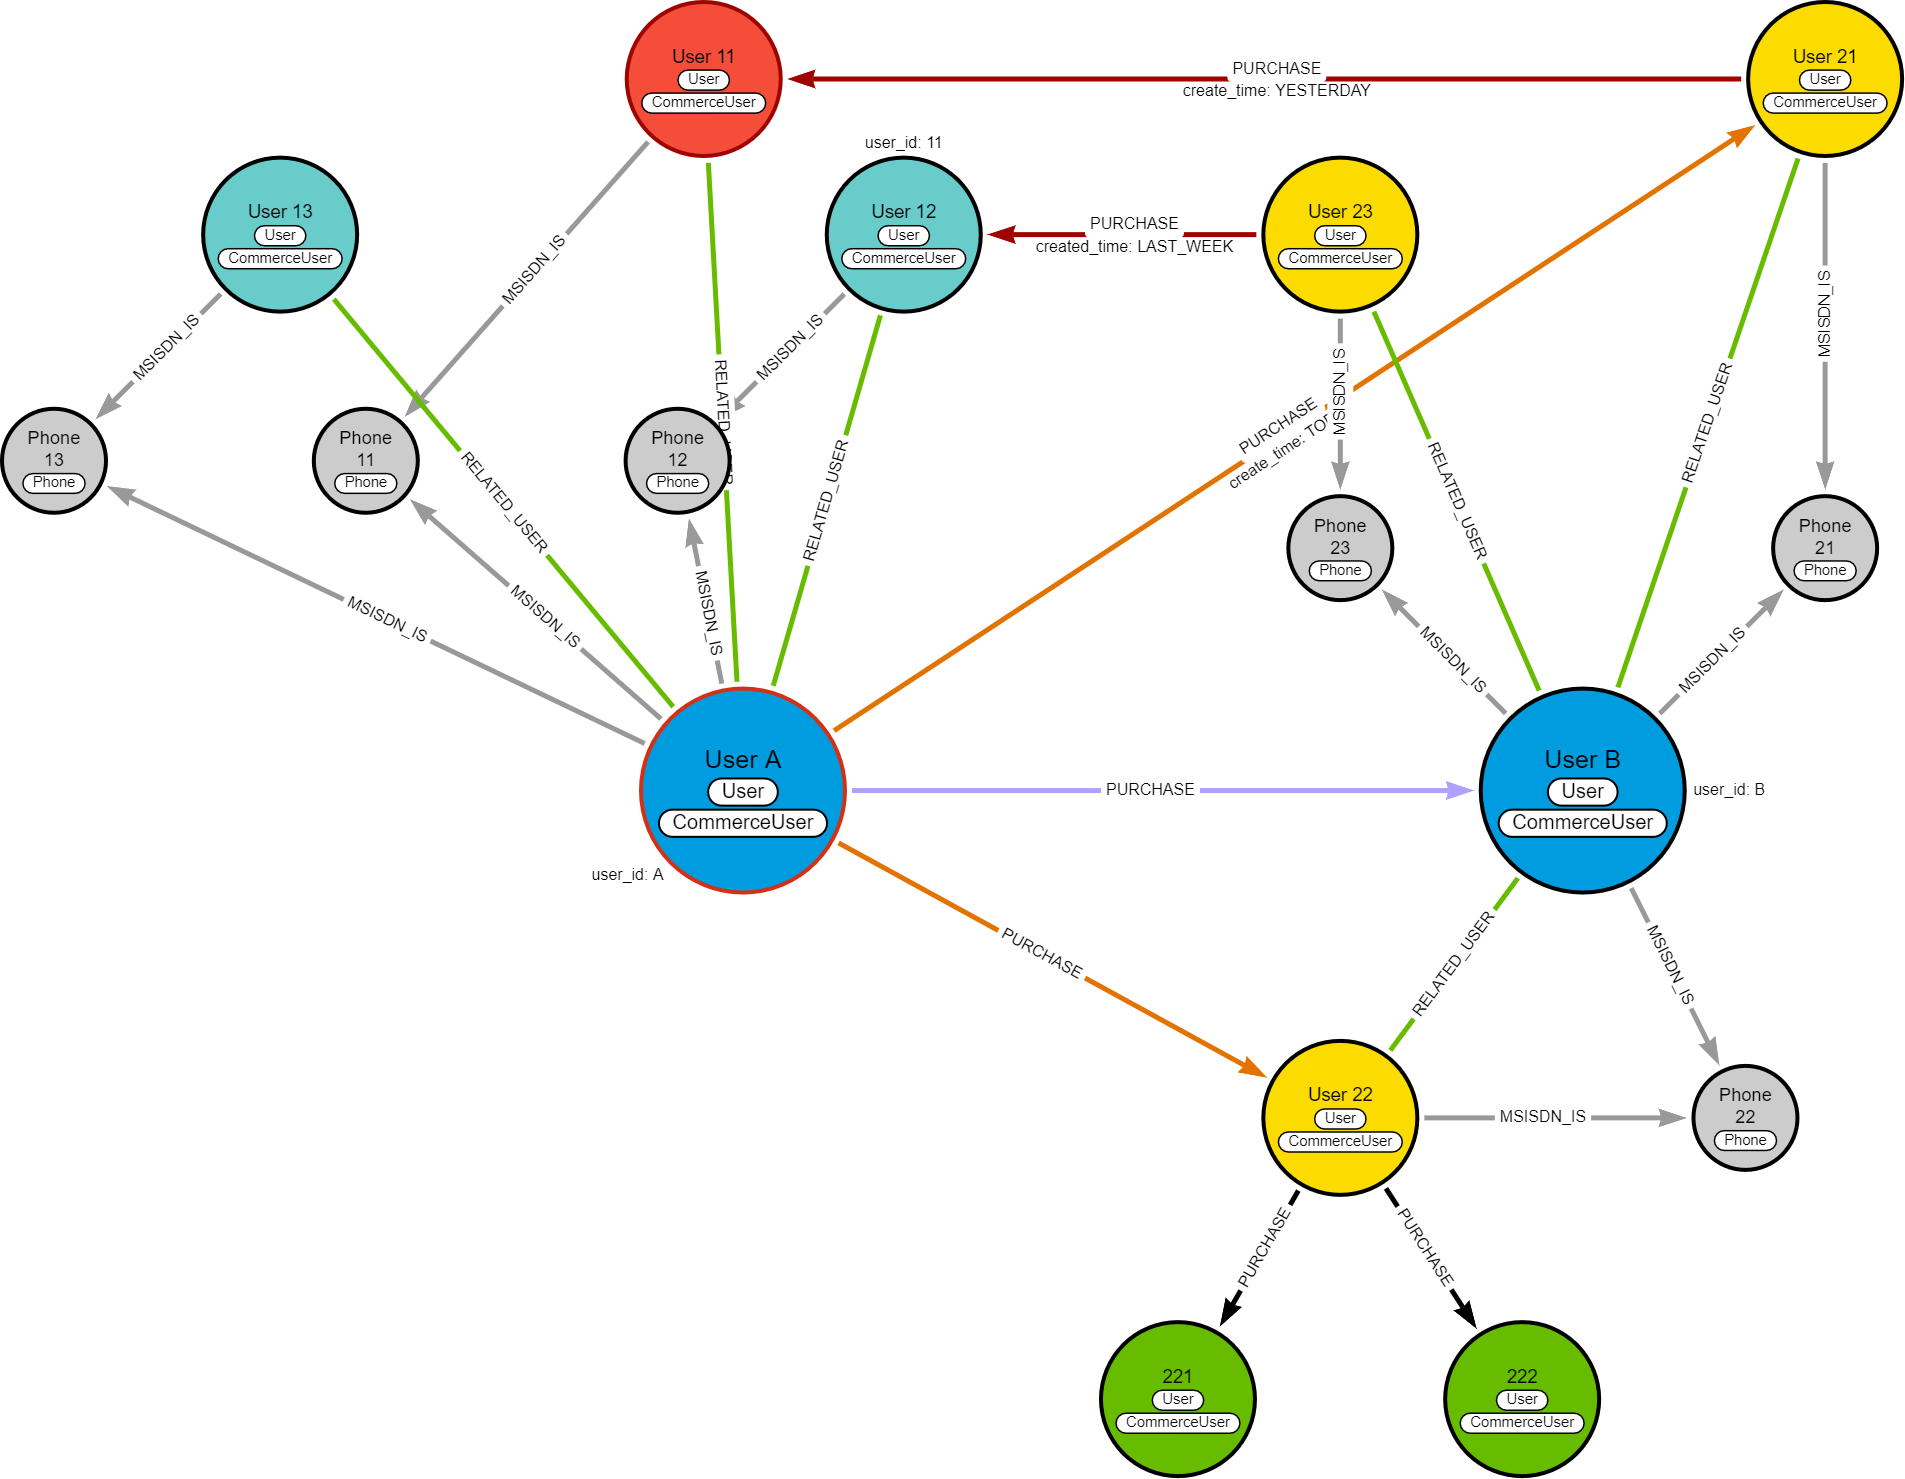 User 11
User
CommerceUser
PURCHASE
create_time: YESTERDAY
User 21
User
CommerceUser
user_id: 11
User 13
User
CommerceUser
User 12
User
CommerceUser
PURCHASE
created_time: LAST_WEEK
User 23
User
CommerceUser
MSISDN_IS
MSISDN_IS
MSISDN_IS
MSISDN_IS
MSISDN_IS
RELATED_USER
RELATED_USER
RELATED_USER
RELATED_USER
RELATED_USER
PURCHASE
create_time:
Phone
13
Phone
Phone
11
Phone
Phone
12
Phone
Phone
23
Phone
Phone
21
Phone
MSISDN_IS
MSISDN_IS
MSISDN_IS
MSISDN_IS
MSISDN_IS
User A
User
CommerceUser
user_id: A
PURCHASE
User B
User
CommerceUser
user_id: B
PURCHASE
RELATED_USER
MSISDN_IS
User 22
User
CommerceUser
MSISDN_IS
Phone
22
Phone
PURCHASE
PURCHASE
221
User
CommerceUser
222
User
CommerceUser